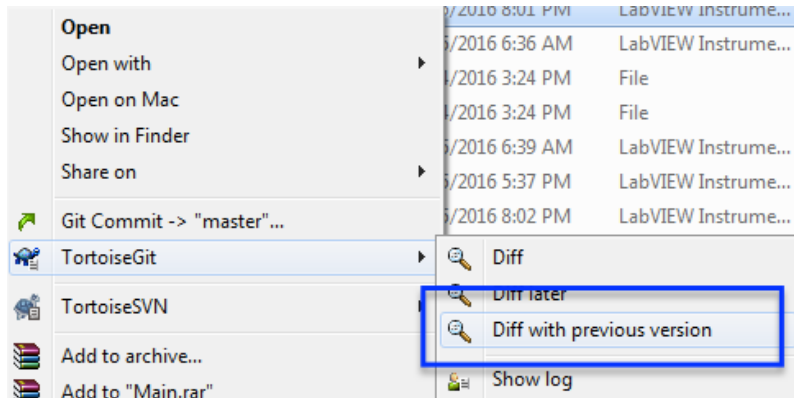 Open
Open with
Open on Mac
Show in Finder
Share on
Git Commit -> "master"...
TortoiseGit
TortoiseSVN
Add to archive...
Add to "Main.rar"
/2016 8:01 PM LabVIEW Instrume...
/2016 6:36 AM LabVIEW Instrume...
/2016 3:24 PM File
/2016 3:24 PM File
/2016 6:39 AM LabVIEW Instrume...
/2016 5:37 PM LabVIEW Instrume...
/2016 8:02 PM LabVIEW Instrume...
Diff
Diff later
Diff with previous version
Show log